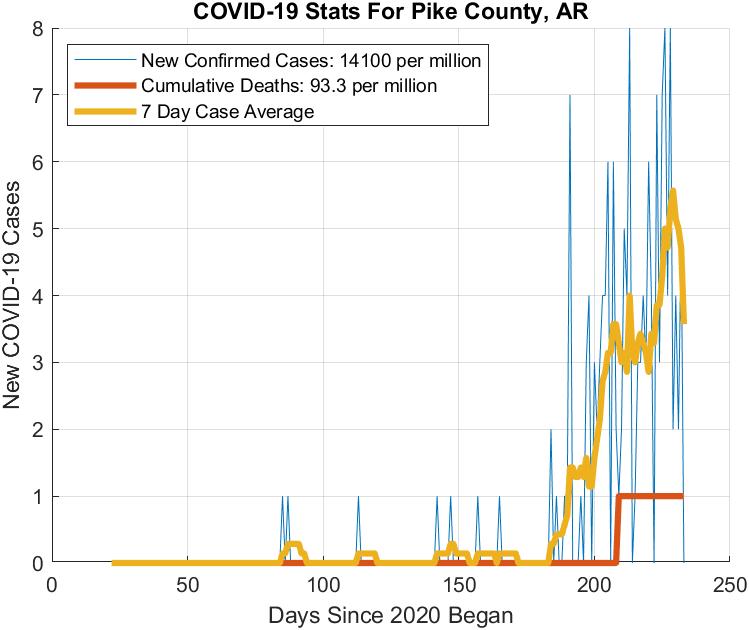 COVID-19 Stats For Pike County, AR
New Confirmed Cases: 14100 per million
Cumulative Deaths: 93.3 per million
7 Day Case Average
New COVID-19 Cases
8
7
6
5
4
3
2
1
0
0 50 100 150 200 250
Days Since 2020 Began